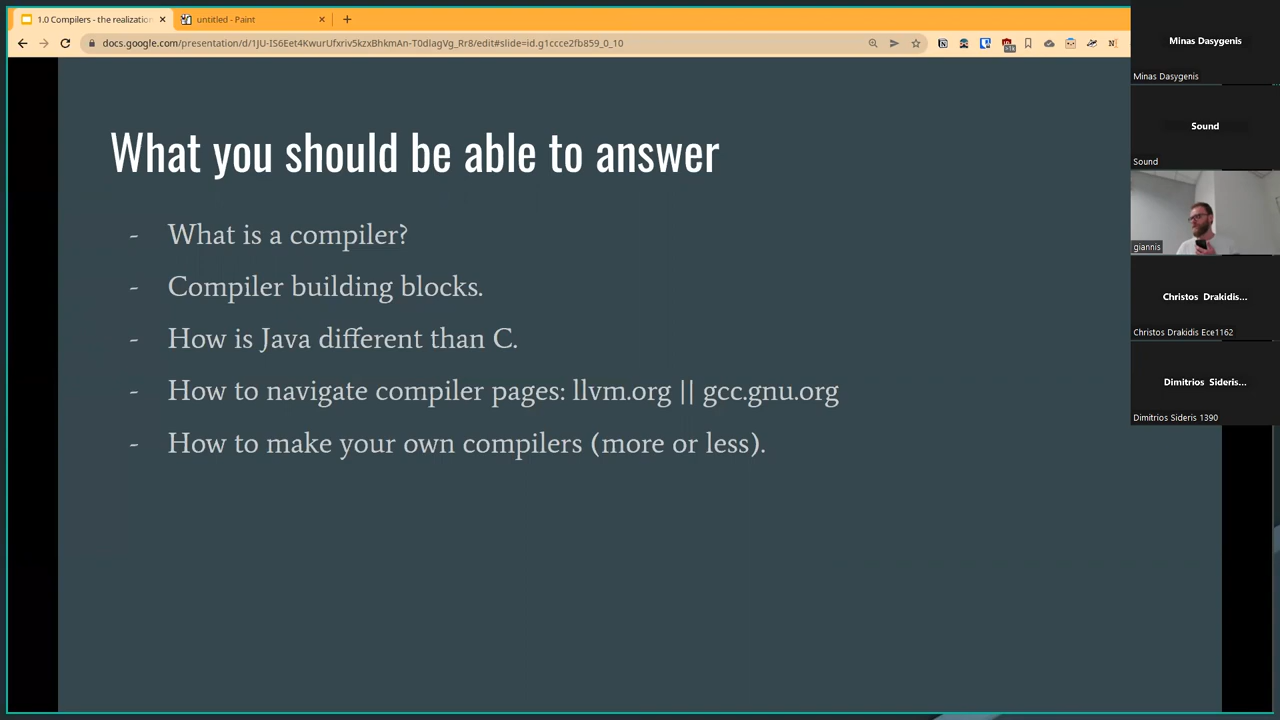 1.0 Compilers - the realization
untitled - Paint
docs.google.com/presentation/d/1JU-IS6Eet4KwurUfxriv5kzxBhkmAn-T0dlagVg_Rr8/edit#slide=id.g1ccce2fb859_0_10
What you should be able to answer
- What is a compiler?
- Compiler building blocks.
- How is Java different than C.
- How to navigate compiler pages: llvm.org || gcc.gnu.org
- How to make your own compilers (more or less).
Minas Dasygenis
Minas Dasygenis
Sound
Sound
giannis
Christos Drakidis...
Christos Drakidis Ece1162
Dimitrios Sideris...
Dimitrios Sideris 1390